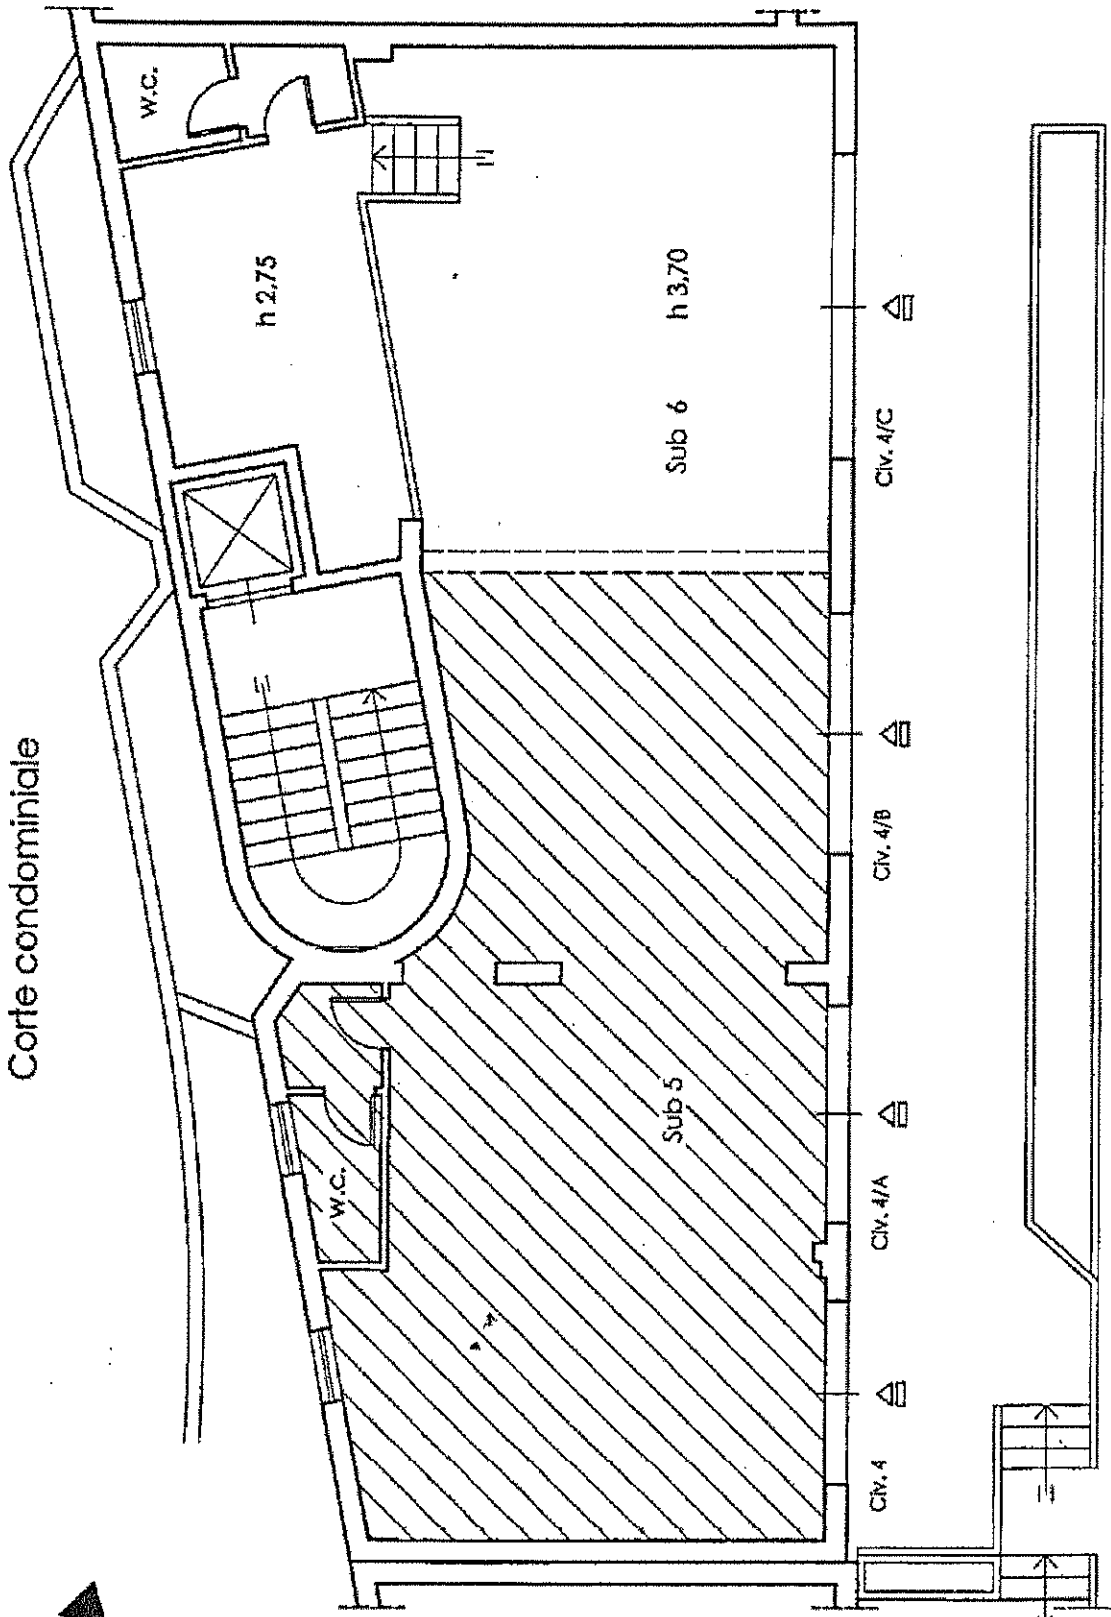 Corte condominiale
W.C.
h 2,75
h 3,70
Sub 6
Civ. 4/C
Civ. 4/B
W.C.
Sub 5
Civ. 4/A
Civ. 4